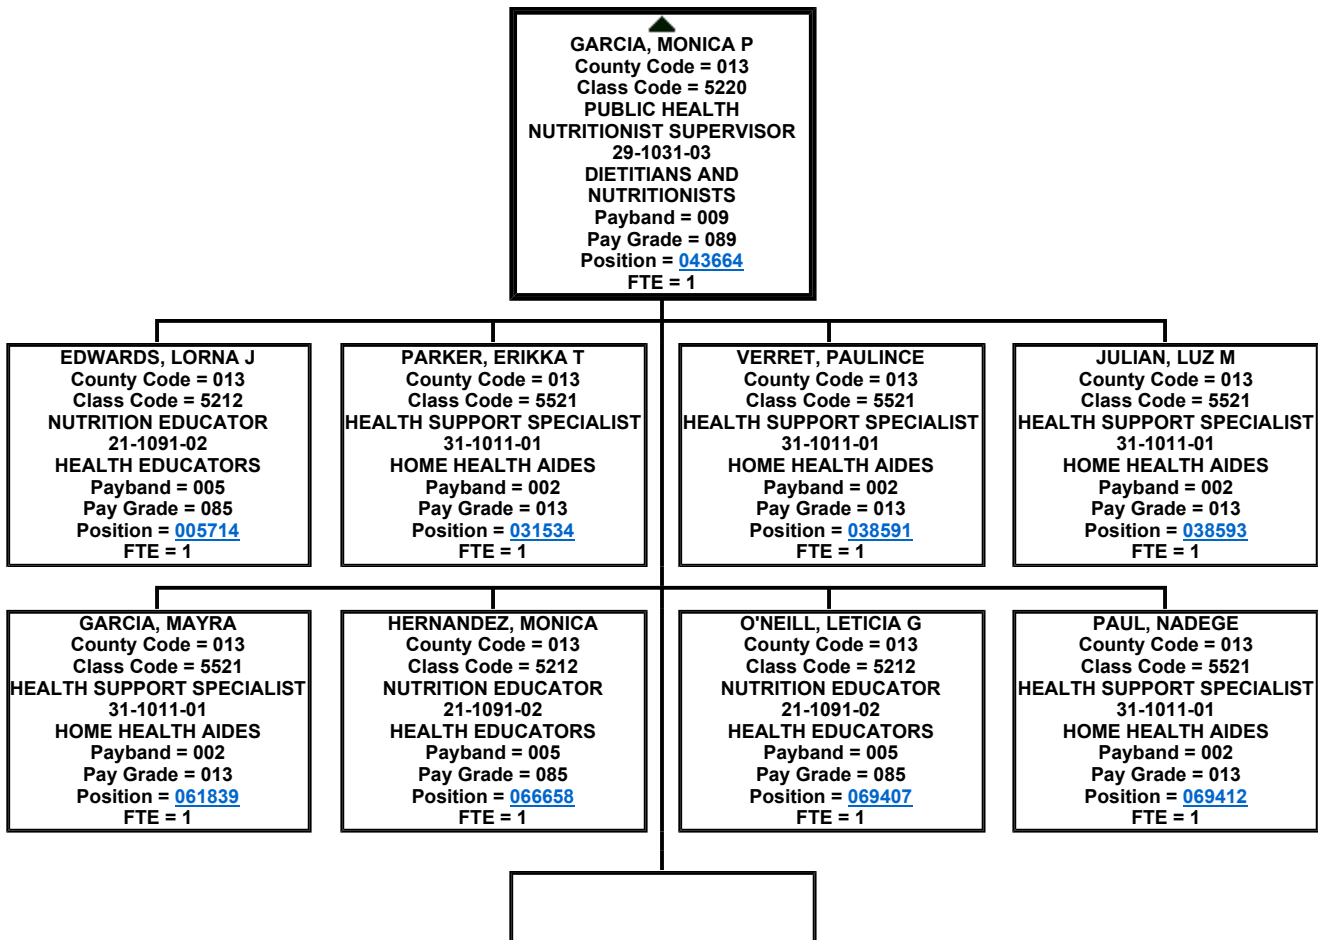 GARCIA, MONICA P
County Code = 013
Class Code = 5220
PUBLIC HEALTH
NUTRITIONIST SUPERVISOR
29-1031-03
DIETITIANS AND
NUTRITIONISTS
Payband = 009
Pay Grade = 089
Position = 043664
FTE = 1
EDWARDS, LORNA J
County Code = 013
Class Code = 5212
NUTRITION EDUCATOR
21-1091-02
HEALTH EDUCATORS
Payband = 005
Pay Grade = 085
Position = 005714
FTE = 1
PARKER, ERIKKA T
County Code = 013
Class Code = 5521
HEALTH SUPPORT SPECIALIST
31-1011-01
HOME HEALTH AIDES
Payband = 002
Pay Grade = 013
Position = 031534
FTE = 1
VERRET, PAULINCE
County Code = 013
Class Code = 5521
HEALTH SUPPORT SPECIALIST
31-1011-01
HOME HEALTH AIDES
Payband = 002
Pay Grade = 013
Position = 038591
FTE = 1
JULIAN, LUZ M
County Code = 013
Class Code = 5521
HEALTH SUPPORT SPECIALIST
31-1011-01
HOME HEALTH AIDES
Payband = 002
Pay Grade = 013
Position = 038593
FTE = 1
GARCIA, MAYRA
County Code = 013
Class Code = 5521
HEALTH SUPPORT SPECIALIST
31-1011-01
HOME HEALTH AIDES
Payband = 002
Pay Grade = 013
Position = 061839
FTE = 1
HERNANDEZ, MONICA
County Code = 013
Class Code = 5212
NUTRITION EDUCATOR
21-1091-02
HEALTH EDUCATORS
Payband = 005
Pay Grade = 085
Position = 066658
FTE = 1
O'NEILL, LETICIA G
County Code = 013
Class Code = 5212
NUTRITION EDUCATOR
21-1091-02
HEALTH EDUCATORS
Payband = 005
Pay Grade = 085
Position = 069407
FTE = 1
PAUL, NADEGE
County Code = 013
Class Code = 5521
HEALTH SUPPORT SPECIALIST
31-1011-01
HOME HEALTH AIDES
Payband = 002
Pay Grade = 013
Position = 069412
FTE = 1